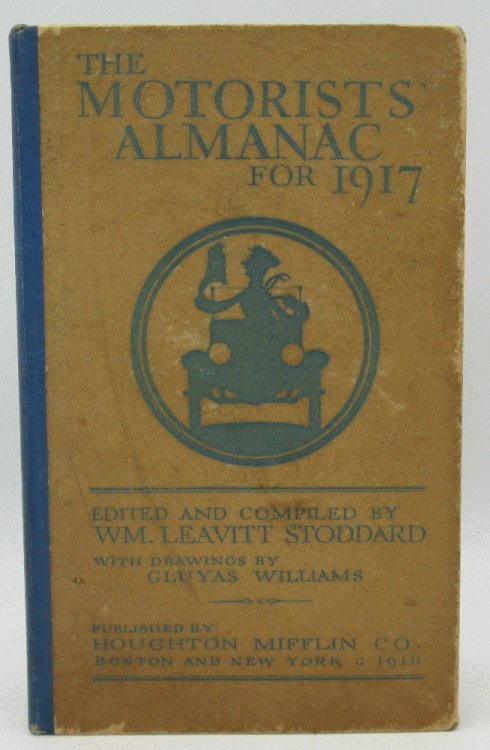 THE
MOTORISTS'
ALMANAC
FOR 1917
EDITED AND COMPILED BY
WM. LEAVITT STODDARD
WITH DRAWINGS BY
GLUYAS WILLIAMS
PUBLISHED BY
HOUGHTON MIFFLIN CO.
BOSTON AND NEW YORK :: 1916